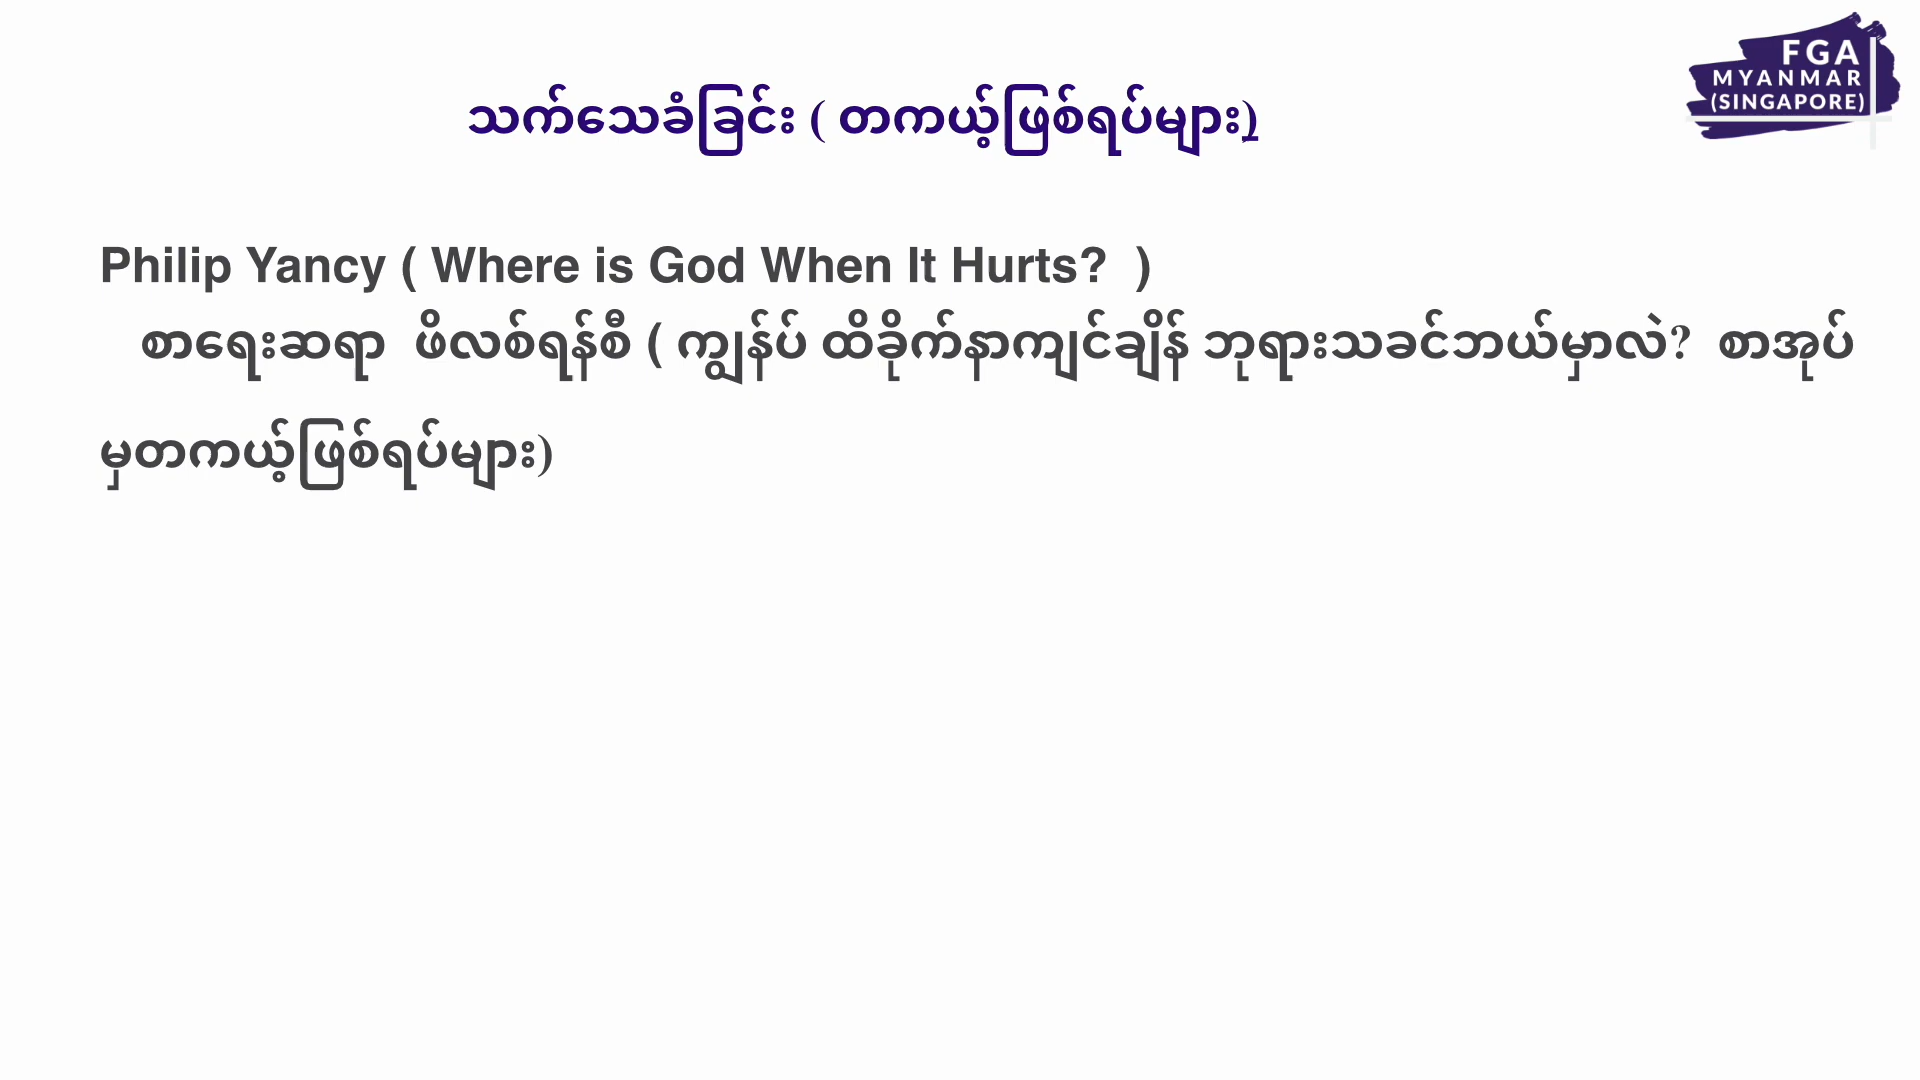 FGA
MYANMAR
(SINGAPORE)
သက်သေခံခြင်း ( တကယ့်ဖြစ်ရပ်များ)
Philip Yancy ( Where is God When It Hurts?  )
စာရေးဆရာ  ဖိလစ်ရန်စီ ( ကျွန်ပ် ထိခိုက်နာကျင်ချိန် ဘုရားသခင်ဘယ်မှာလဲ?  စာအုပ်
မှတကယ့်ဖြစ်ရပ်များ)